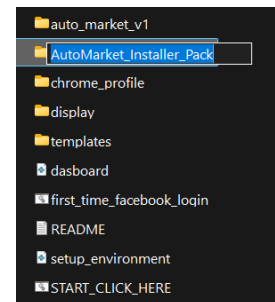 auto_market_v1
AutoMarket_Installer_Pack
chrome_profile
display
templates
dasboard
first_time_facebook_login
README
setup_environment
START_CLICK_HERE